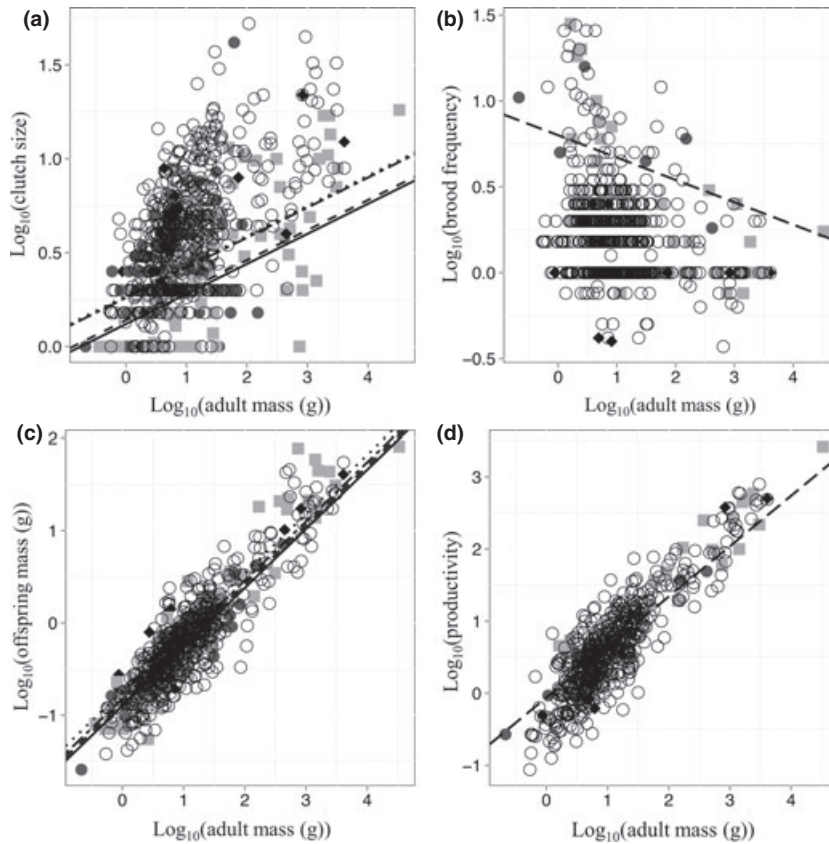 (a)
1.5
1.0
0.5
0.0
Log10(clutch size)
0 1 2 3 4
Log10(adult mass (g))
(b)
1.5
1.0
0.5
0.0
−0.5
Log10(brood frequency)
0 1 2 3 4
Log10(adult mass (g))
(c)
2
1
0
−1
Log10(offspring mass (g))
0 1 2 3 4
Log10(adult mass (g))
(d)
3
2
1
0
−1
Log10(productivity)
0 1 2 3 4
Log10(adult mass (g))